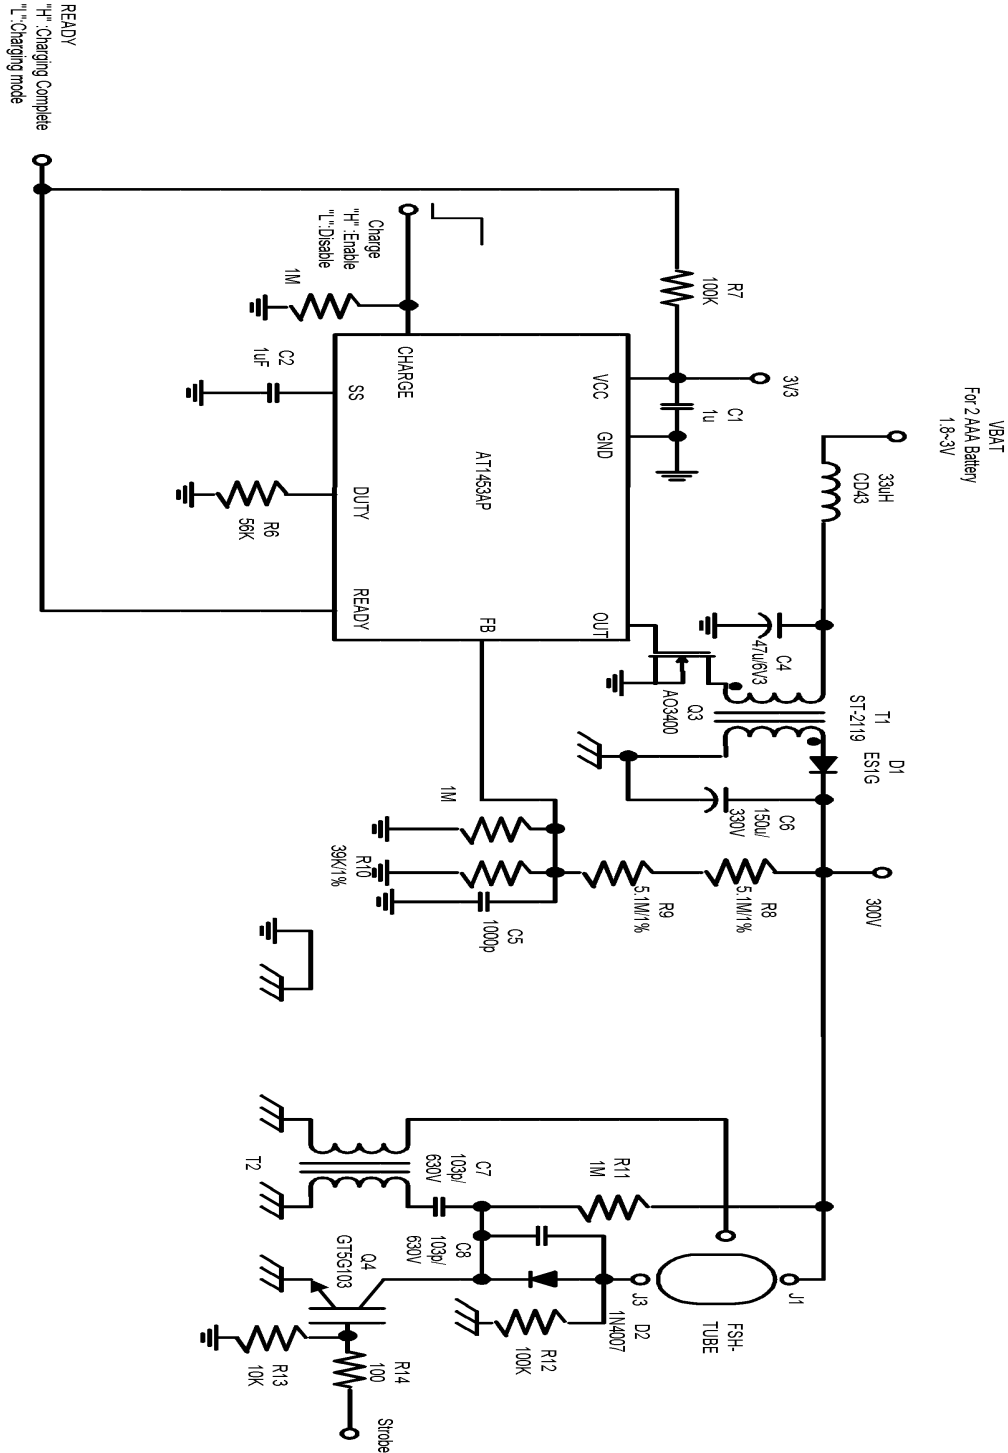 VBAT
For 2 AAA Battery
1.8~3V
33uH
CD43
T1
ST-2119
D1
ES1G
300V
3V3
C4
47u/6V3
C6
150u/
330V
R8
5.1M/1%
R7
100K
C1
1u
Q3
AO3400
R9
5.1M/1%
J1
FSH-
TUBE
VCC
GND
OUT
R11
1M
J3
D2
1N4007
AT1453AP
FB
1M
C5
1000p
C7
103p/
630V
C8
103p/
630V
R12
100K
CHARGE
SS
DUTY
READY
Charge
"H" :Enable
"L":Disable
R10
39K/1%
Q4
GT5G103
R14
100
Strobe
1M
C2
1uF
R6
56K
T2
R13
10K
READY
"H" :Charging Complete
"L":Charging mode